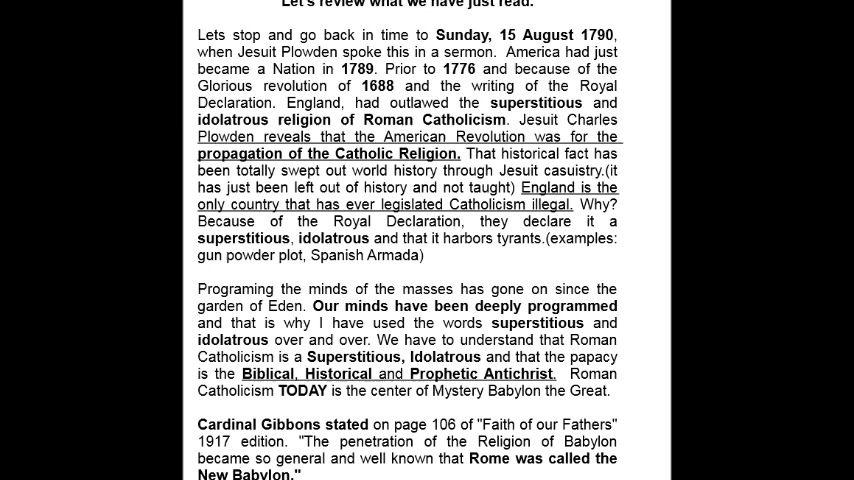 Let's review what we have just read.
Lets stop and go back in time to Sunday, 15 August 1790,
when Jesuit Plowden spoke this in a sermon. America had just
became a Nation in 1789. Prior to 1776 and because of the
Glorious revolution of 1688 and the writing of the Royal
Declaration. England, had outlawed the superstitious and
idolatrous religion of Roman Catholicism. Jesuit Charles
Plowden reveals that the American Revolution was for the
propagation of the Catholic Religion. That historical fact has
been totally swept out world history through Jesuit casuistry.(it
has just been left out of history and not taught) England is the
only country that has ever legislated Catholicism illegal. Why?
Because of the Royal Declaration, they declare it a
superstitious, idolatrous and that it harbors tyrants.(examples:
gun powder plot, Spanish Armada)
Programing the minds of the masses has gone on since the
garden of Eden. Our minds have been deeply programmed
and that is why I have used the words superstitious and
idolatrous over and over. We have to understand that Roman
Catholicism is a Superstitious, Idolatrous and that the papacy
is the Biblical, Historical and Prophetic Antichrist. Roman
Catholicism TODAY is the center of Mystery Babylon the Great.
Cardinal Gibbons stated on page 106 of "Faith of our Fathers"
1917 edition. "The penetration of the Religion of Babylon
became so general and well known that Rome was called the
New Babylon."